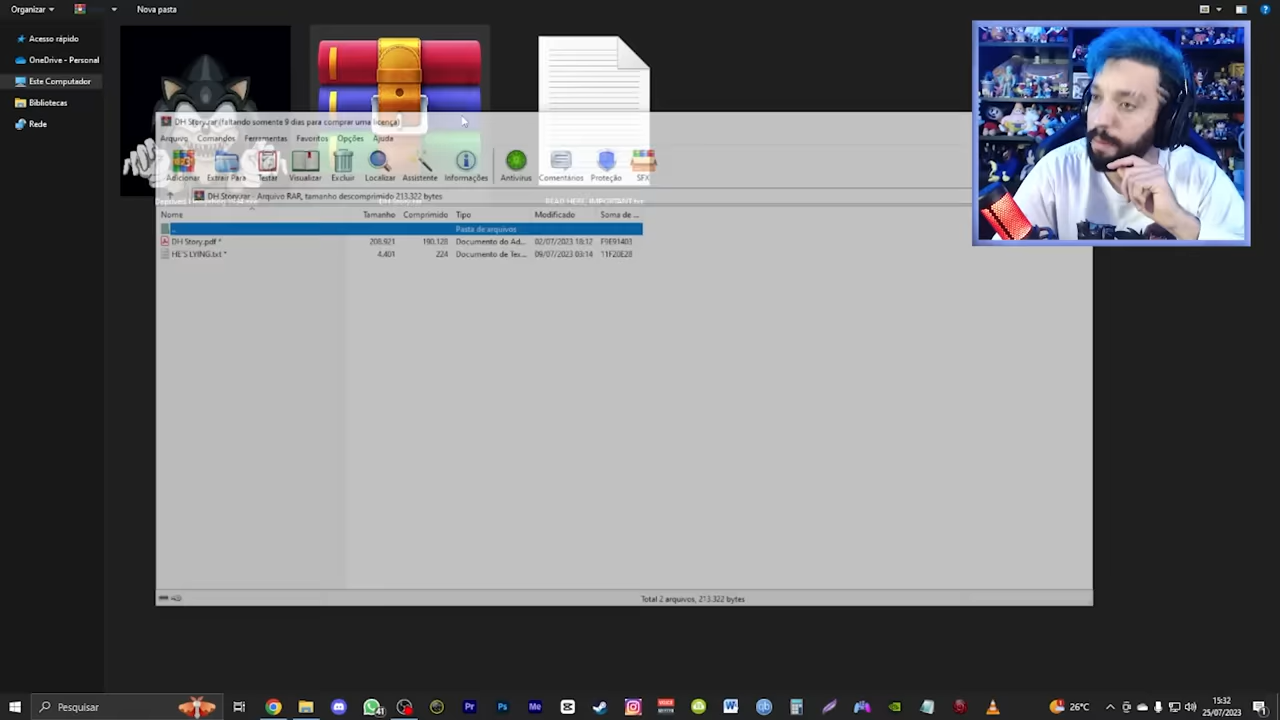 Organizar
Nova pasta
Acesso rápido
OneDrive - Personal
Este Computador
Bibliotecas
Rede
DH Story.rar (faltando somente 9 dias para comprar uma licença)
Arquivo Comandos Ferramentas Favoritos Opções Ajuda
Adicionar Extrair Para Testar Visualizar Excluir Localizar Assistente Informações Antivírus Comentários Proteção SFX
DH Story.rar - Arquivo RAR, tamanho descomprimido 213.322 bytes
READ HERE, IMPORTANT.txt
Nome Tamanho Comprimido Tipo Modificado Soma de ...
.. Pasta de arquivos
DH Story.pdf * 208,921 190,128 Documento do Ad... 02/07/2023 18:12 F9E91403
HE'S LYING.txt * 4,401 224 Documento de Tex... 09/07/2023 03:14 11F20E28
Total 2 arquivos, 213.322 bytes
Pesquisar
41
26°C
15:32
25/07/2023